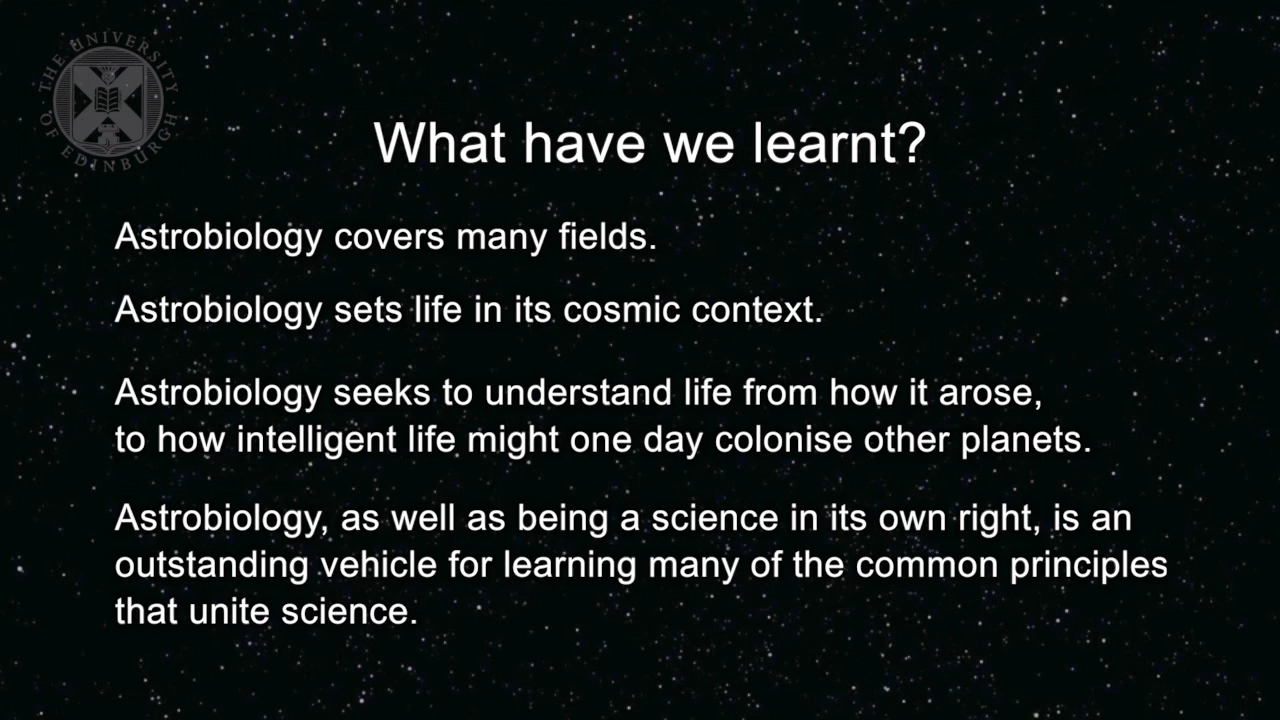 THE UNIVERSITY OF EDINBURGH
What have we learnt?
Astrobiology covers many fields.
Astrobiology sets life in its cosmic context.
Astrobiology seeks to understand life from how it arose,
to how intelligent life might one day colonise other planets.
Astrobiology, as well as being a science in its own right, is an
outstanding vehicle for learning many of the common principles
that unite science.